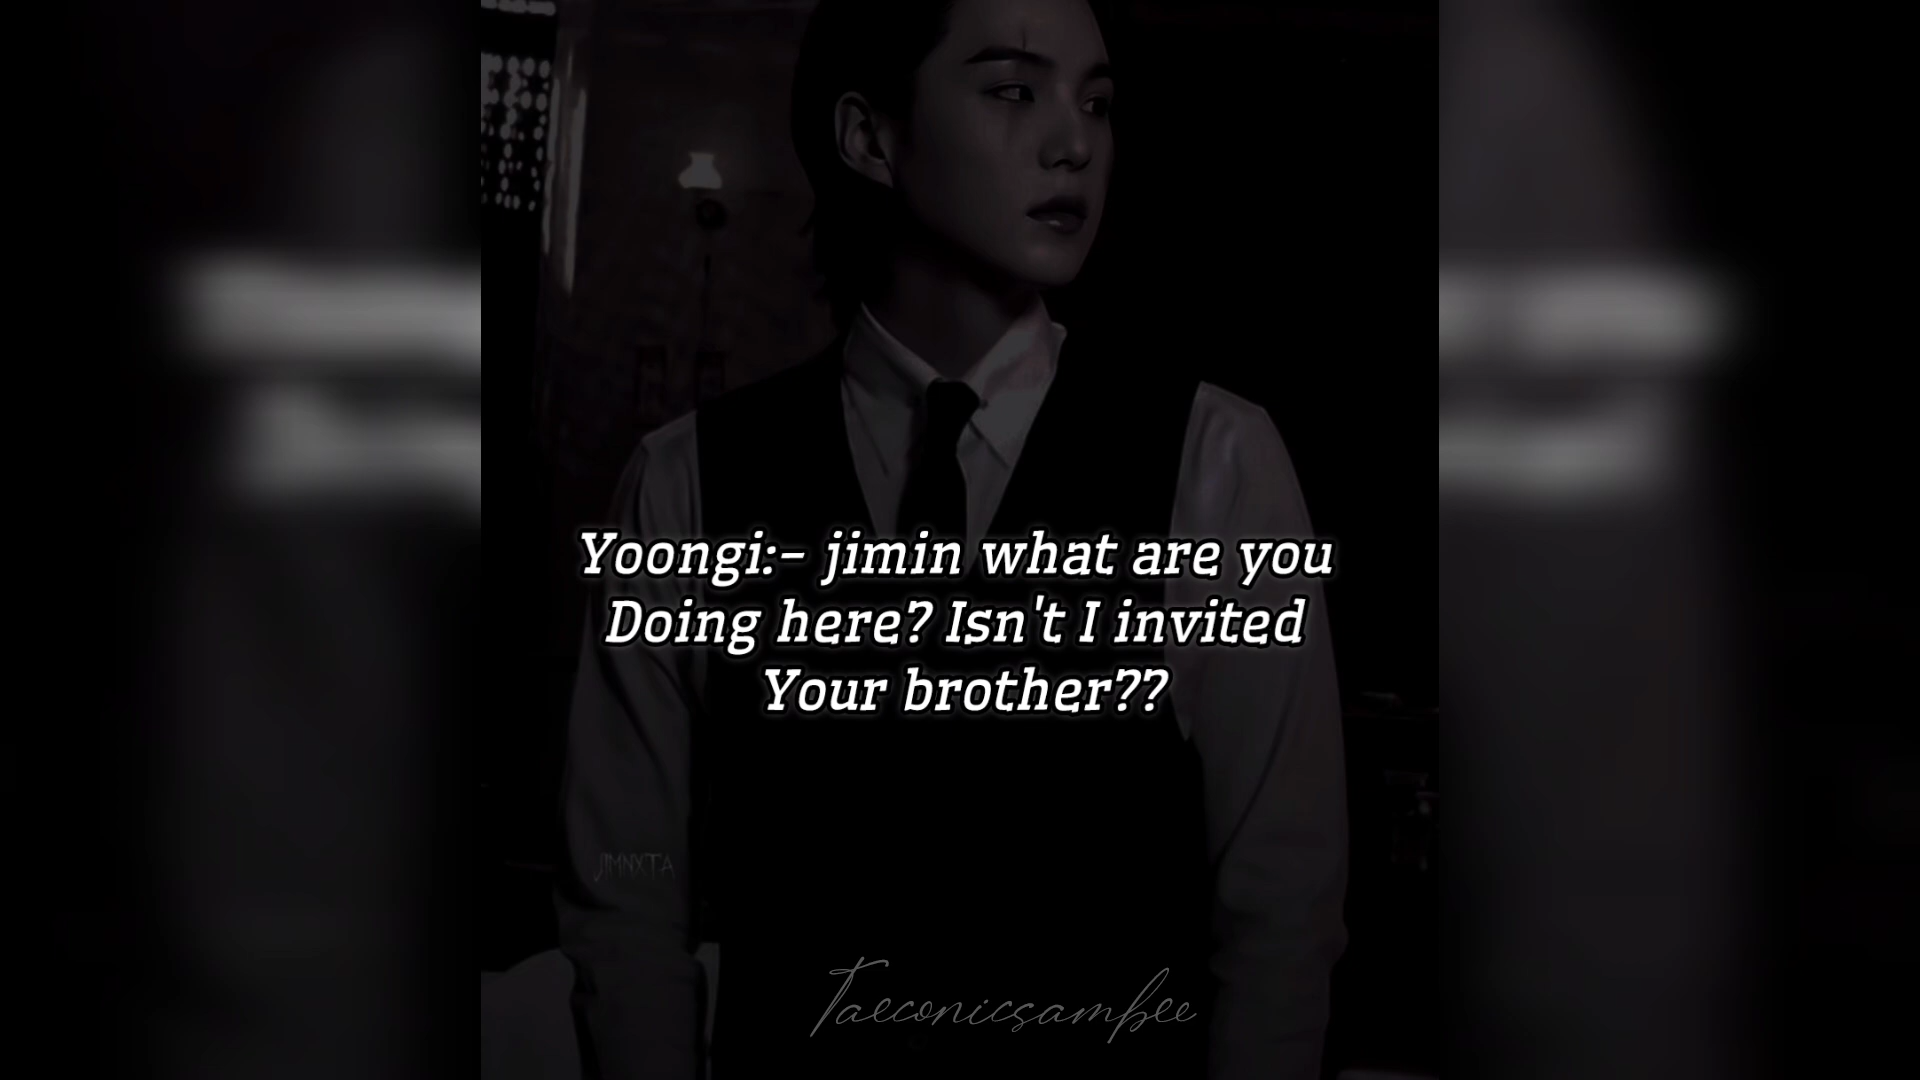 Yoongi:- jimin what are you
Doing here? Isn't I invited
Your brother??
JIMNXTA
Taeconicsambee